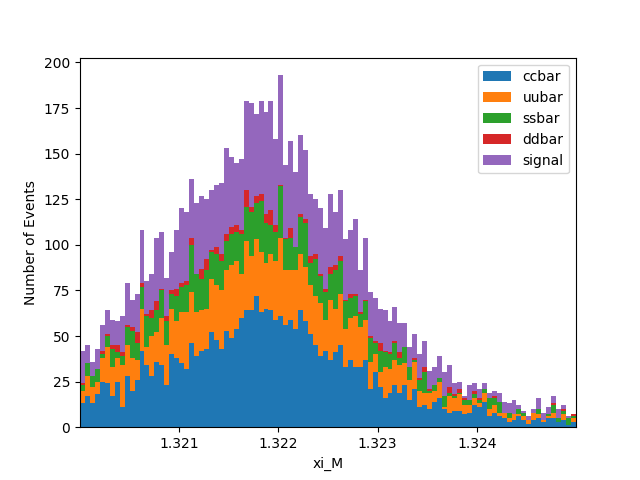 200
175
150
125
100
75
50
25
0
Number of Events
1.321
1.322
1.323
1.324
xi_M
ccbar
uubar
ssbar
ddbar
signal